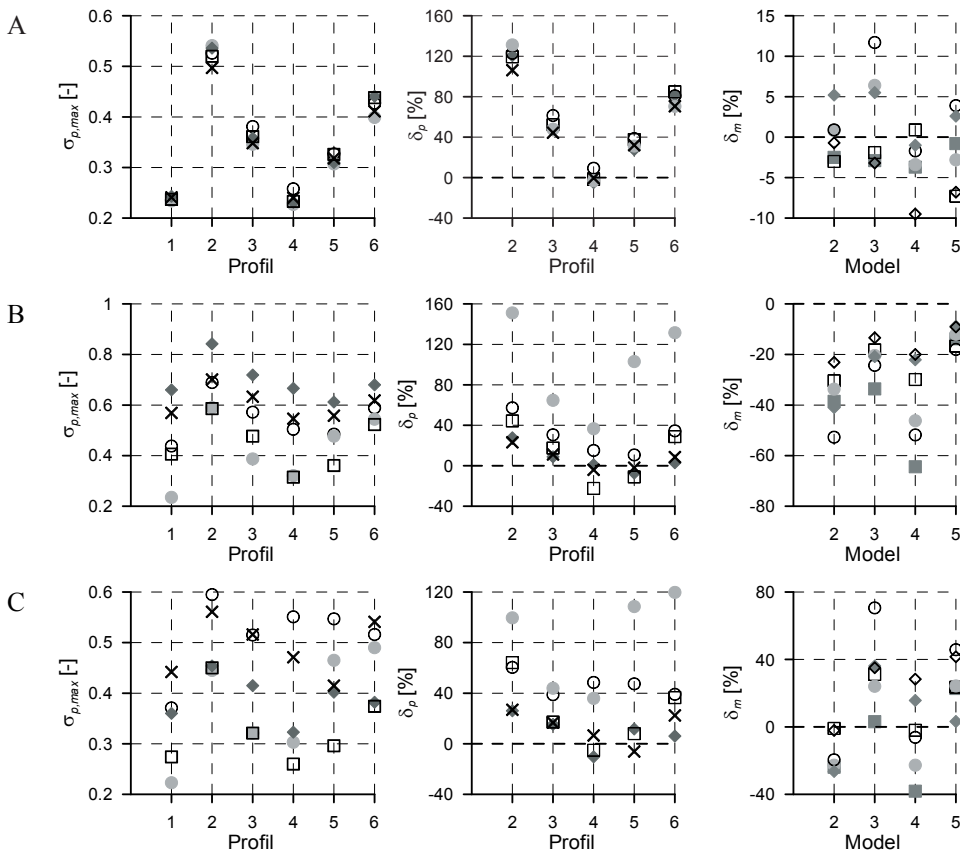 A
σp,max [-]
0.6
0.5
0.4
0.3
0.2
1 2 3 4 5 6
Profil
δp [%]
160
120
80
40
0
-40
2 3 4 5 6
Profil
δm [%]
15
10
5
0
-5
-10
2 3 4 5
Model
B
σp,max [-]
1
0.8
0.6
0.4
0.2
1 2 3 4 5 6
Profil
δp [%]
160
120
80
40
0
-40
2 3 4 5 6
Profil
δm [%]
0
-20
-40
-60
-80
2 3 4 5
Model
C
σp,max [-]
0.6
0.5
0.4
0.3
0.2
1 2 3 4 5 6
Profil
δp [%]
120
80
40
0
-40
2 3 4 5 6
Profil
δm [%]
80
40
0
-40
2 3 4 5
Model